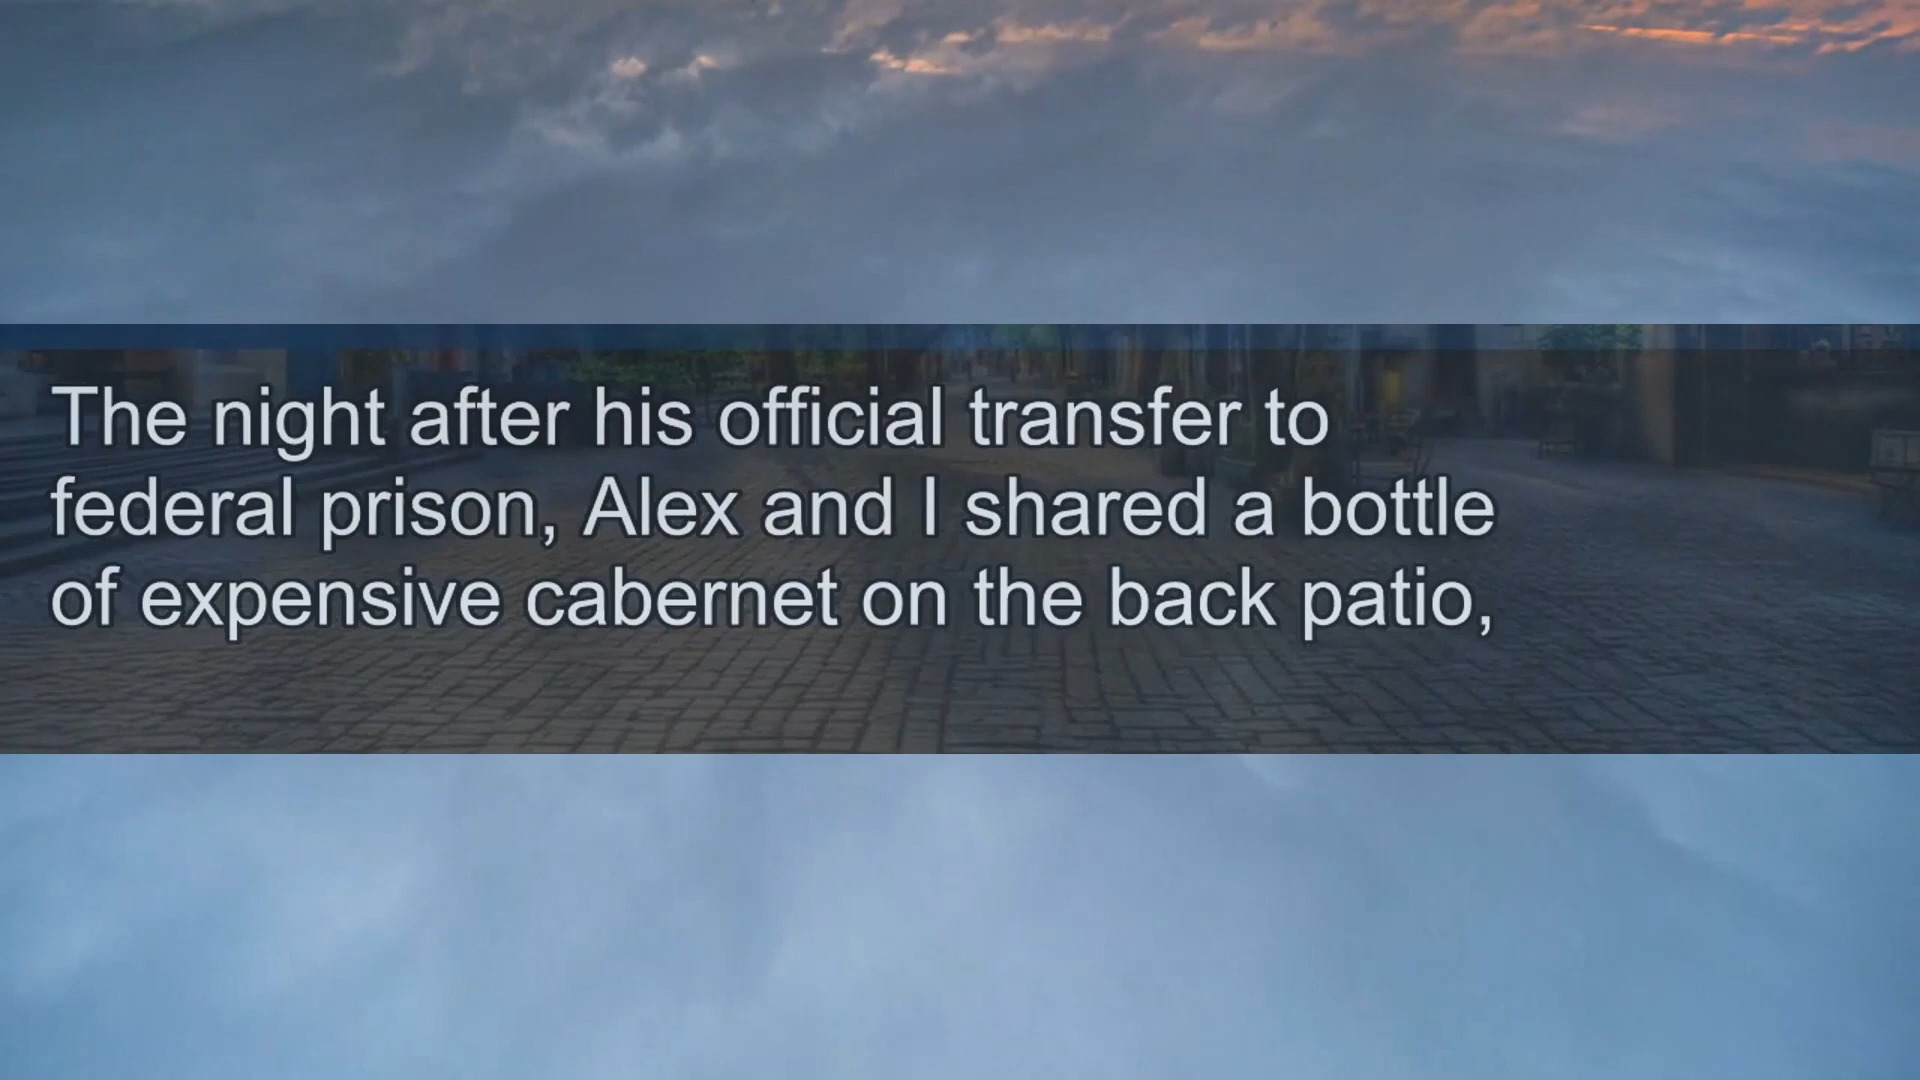 The night after his official transfer to
federal prison, Alex and I shared a bottle
of expensive cabernet on the back patio,